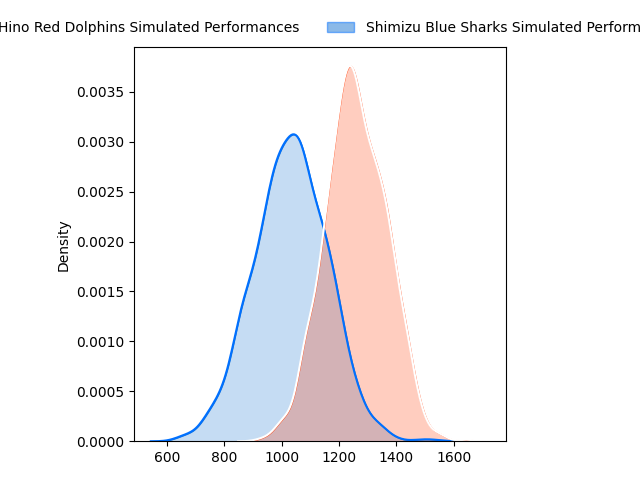 Hino Red Dolphins Simulated Performances
Shimizu Blue Sharks Simulated Perform
0.0035
0.0030
0.0025
0.0020
0.0015
0.0010
0.0005
0.0000
Density
600 800 1000 1200 1400 1600